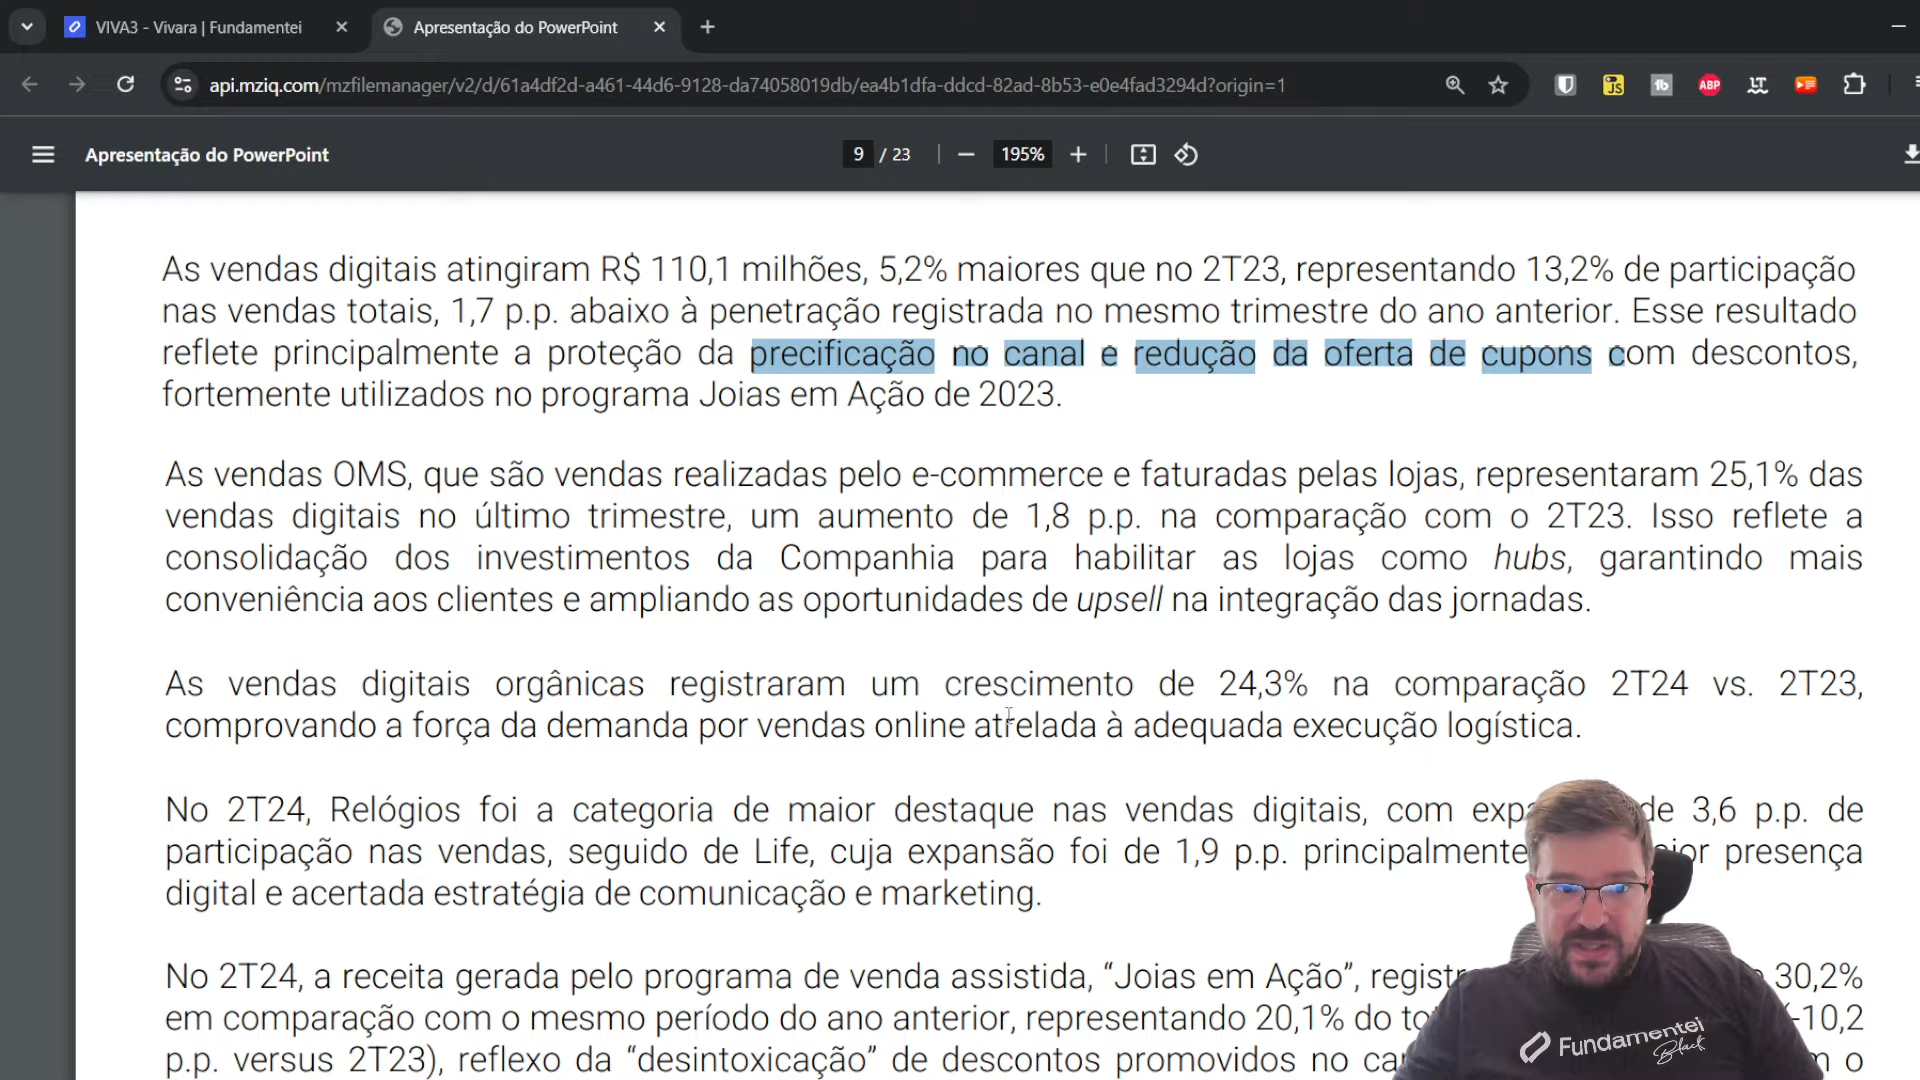 VIVA3 - Vivara | Fundamentei
Apresentação do PowerPoint
api.mziq.com/mzfilemanager/v2/d/61a4df2d-a461-44d6-9128-da74058019db/ea4b1dfa-ddcd-82ad-8b53-e0e4fad3294d?origin=1
JS
tb
ABP
LT
Apresentação do PowerPoint
9 / 23
195%
As vendas digitais atingiram R$ 110,1 milhões, 5,2% maiores que no 2T23, representando 13,2% de participação
nas vendas totais, 1,7 p.p. abaixo à penetração registrada no mesmo trimestre do ano anterior. Esse resultado
reflete principalmente a proteção da precificação no canal e redução da oferta de cupons com descontos,
fortemente utilizados no programa Joias em Ação de 2023.
As vendas OMS, que são vendas realizadas pelo e-commerce e faturadas pelas lojas, representaram 25,1% das
vendas digitais no último trimestre, um aumento de 1,8 p.p. na comparação com o 2T23. Isso reflete a
consolidação dos investimentos da Companhia para habilitar as lojas como hubs, garantindo mais
conveniência aos clientes e ampliando as oportunidades de upsell na integração das jornadas.
As vendas digitais orgânicas registraram um crescimento de 24,3% na comparação 2T24 vs. 2T23,
comprovando a força da demanda por vendas online atrelada à adequada execução logística.
No 2T24, Relógios foi a categoria de maior destaque nas vendas digitais, com de 3,6 p.p. de
participação nas vendas, seguido de Life, cuja expansão foi de 1,9 p.p. principalmente presença
digital e acertada estratégia de comunicação e marketing.
No 2T24, a receita gerada pelo programa de venda assistida, “Joias em Ação”, 30,2%
em comparação com o mesmo período do ano anterior, representando 20,1% do -10,2
p.p. versus 2T23), reflexo da “desintoxicação” de descontos promovidos no o
Fundamentei
Black